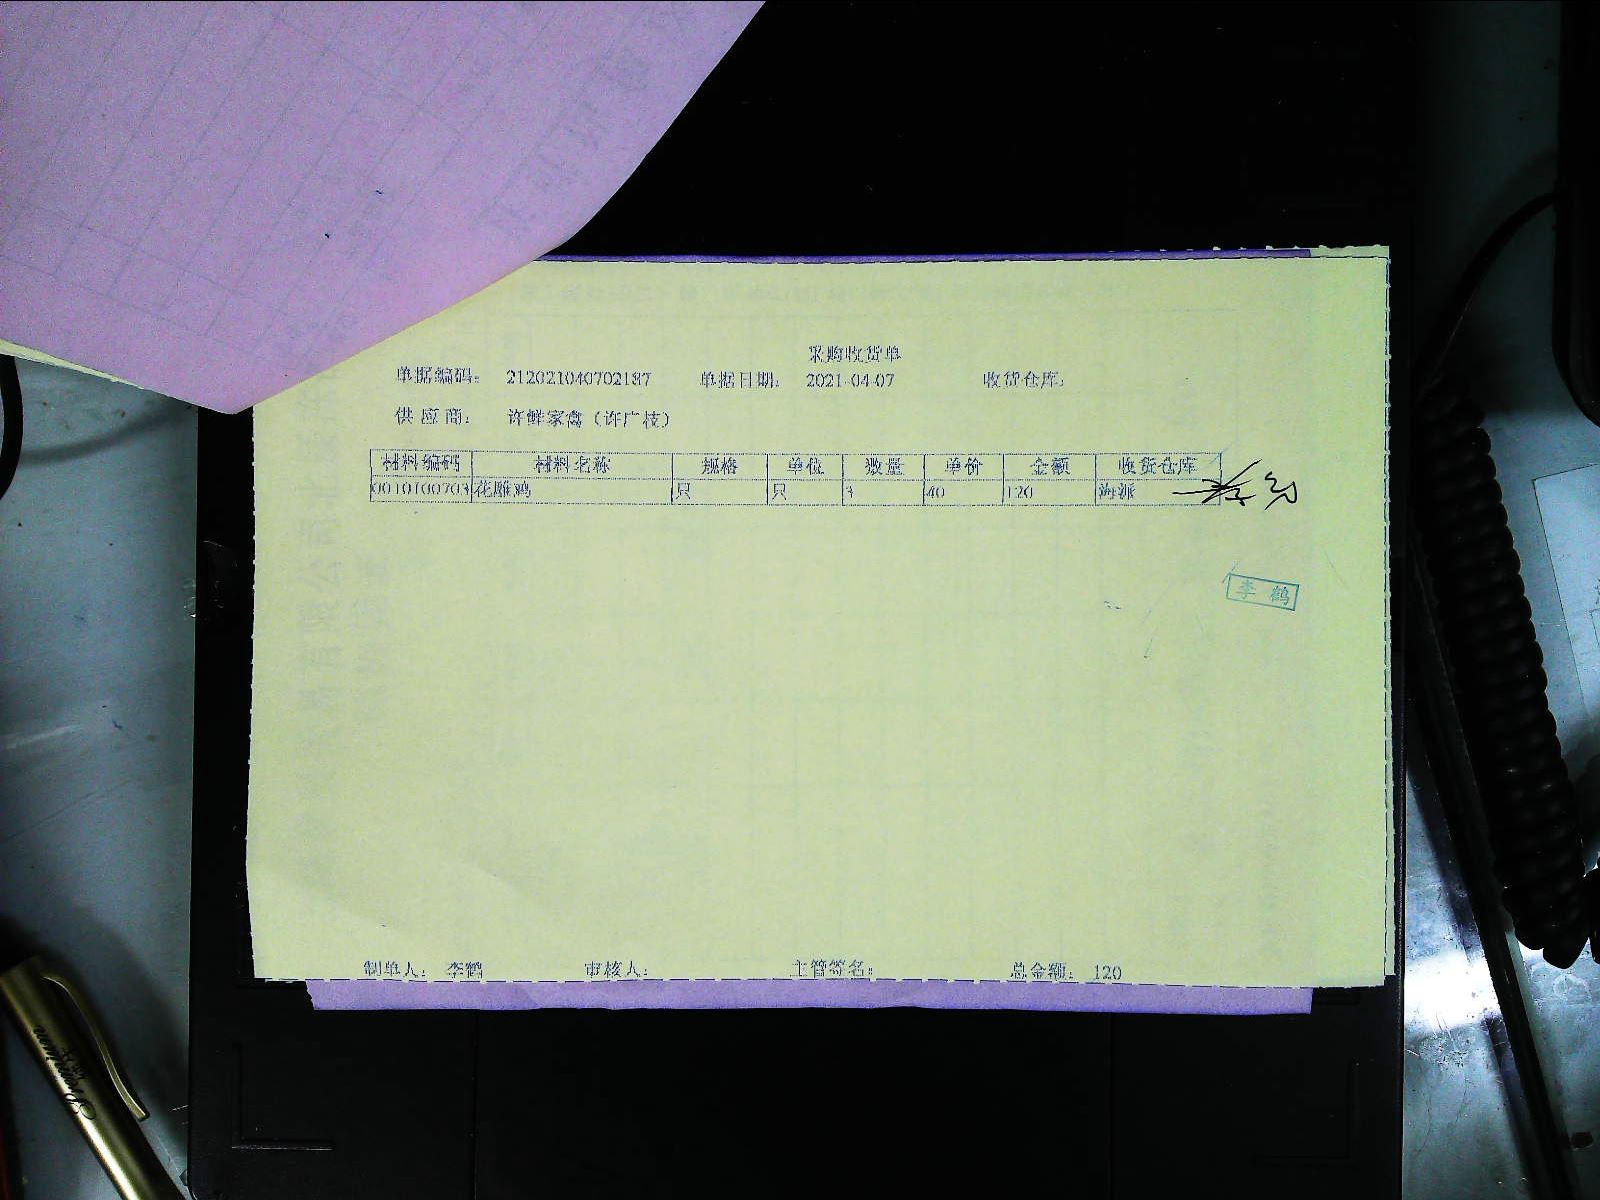 采购收货单
单据编码: 212021040702187 单据日期: 2021-04-07 收货仓库:
供应商: 许鲜家禽 (许广枝)
材料编码 材料名称 规格 单位 数量 单价 金额 收货仓库
0010100703 花雕鸡 只 只 3 40 120 海派
李鹤
制单人: 李鹤 审核人: 主管签名: 总金额: 120